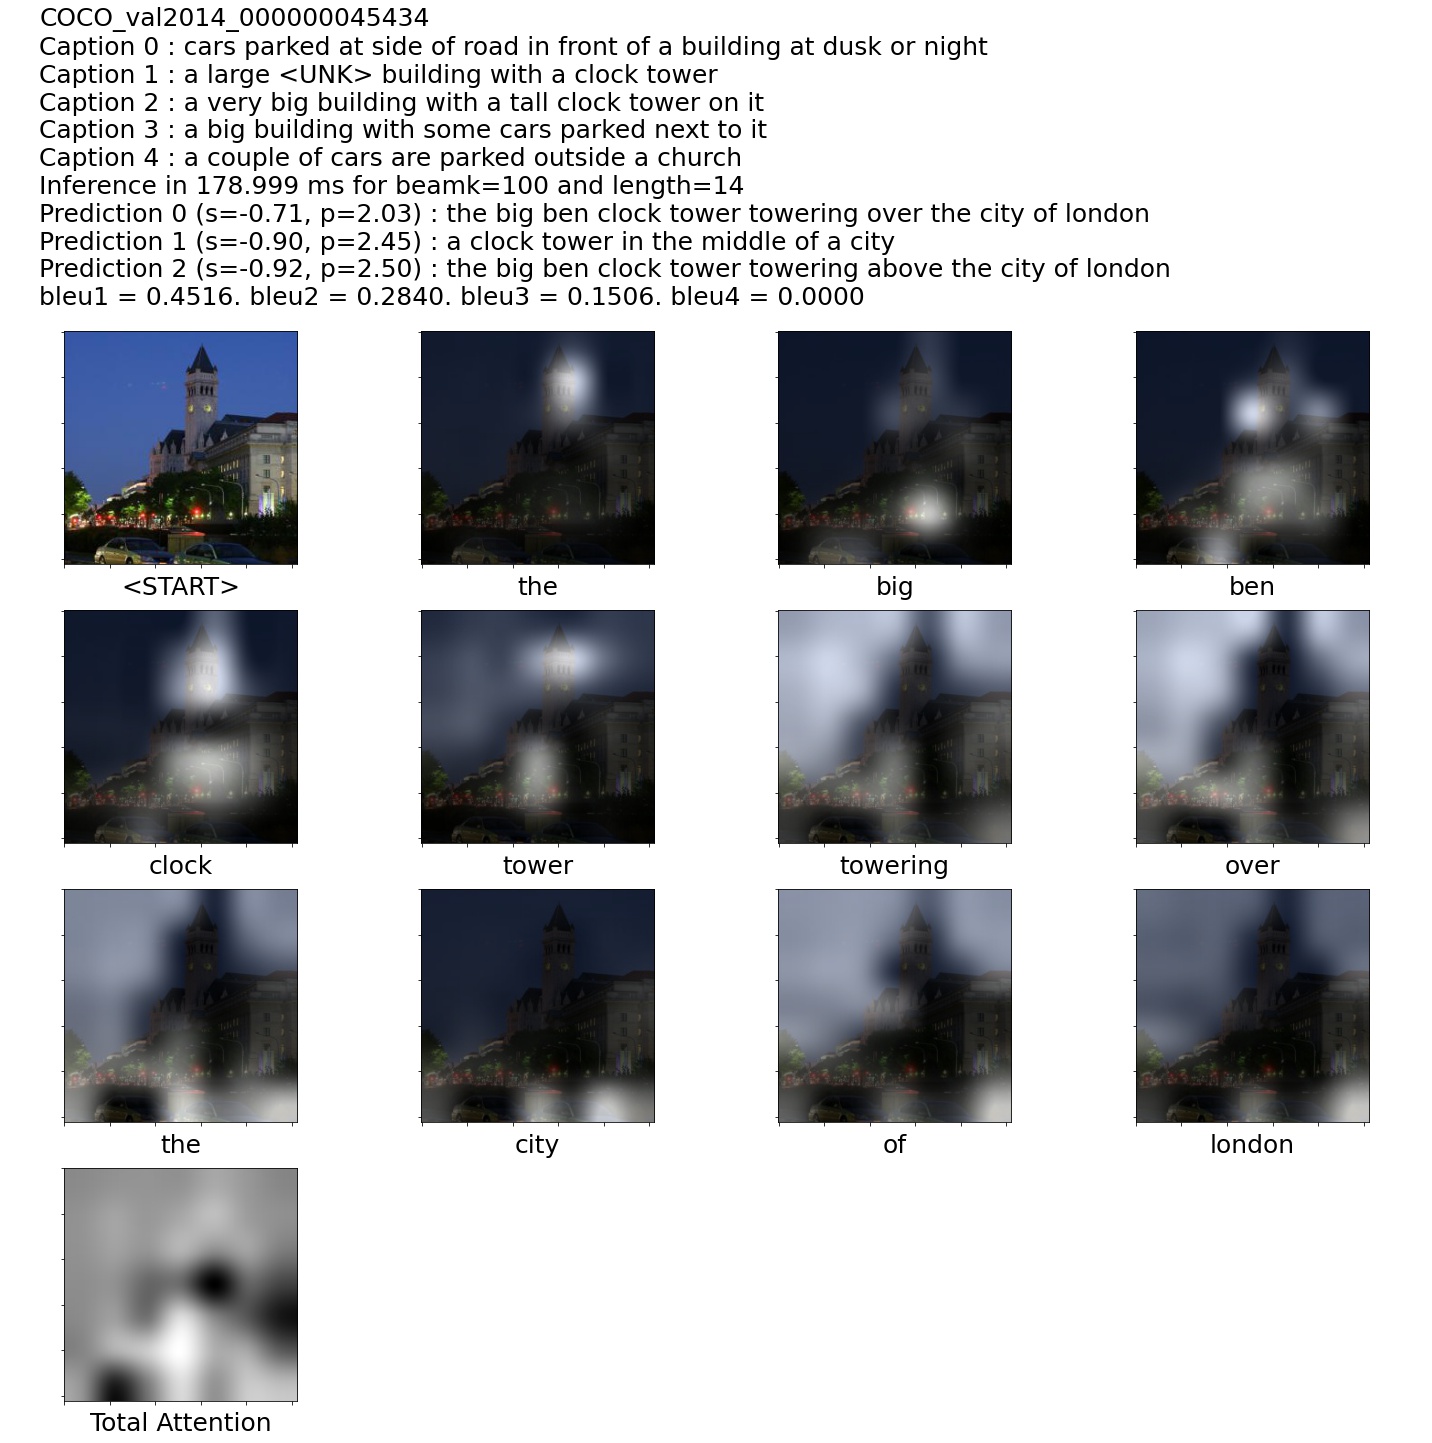 COCO_val2014_000000045434
Caption 0 : cars parked at side of road in front of a building at dusk or night
Caption 1 : a large <UNK> building with a clock tower
Caption 2 : a very big building with a tall clock tower on it
Caption 3 : a big building with some cars parked next to it
Caption 4 : a couple of cars are parked outside a church
Inference in 178.999 ms for beamk=100 and length=14
Prediction 0 (s=-0.71, p=2.03) : the big ben clock tower towering over the city of london
Prediction 1 (s=-0.90, p=2.45) : a clock tower in the middle of a city
Prediction 2 (s=-0.92, p=2.50) : the big ben clock tower towering above the city of london
bleu1 = 0.4516. bleu2 = 0.2840. bleu3 = 0.1506. bleu4 = 0.0000
<START> the big ben
clock tower towering over
the city of london
Total Attention